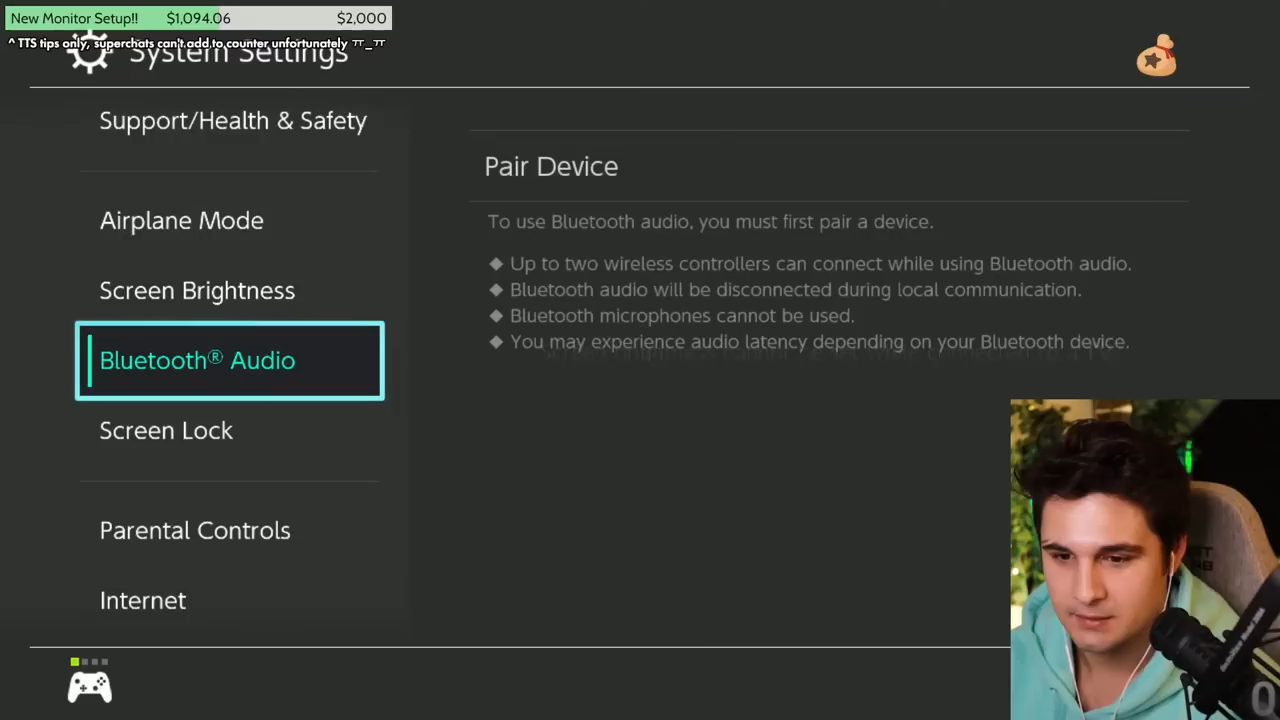 New Monitor Setup!! $1,094.06 $2,000
^ TTS tips only, superchats can't add to counter unfortunately ㅠ_ㅠ
System Settings
Support/Health & Safety
Airplane Mode
Screen Brightness
Bluetooth® Audio
Screen Lock
Parental Controls
Internet
Pair Device
To use Bluetooth audio, you must first pair a device.
◆ Up to two wireless controllers can connect while using Bluetooth audio.
◆ Bluetooth audio will be disconnected during local communication.
◆ Bluetooth microphones cannot be used.
◆ You may experience audio latency depending on your Bluetooth device.